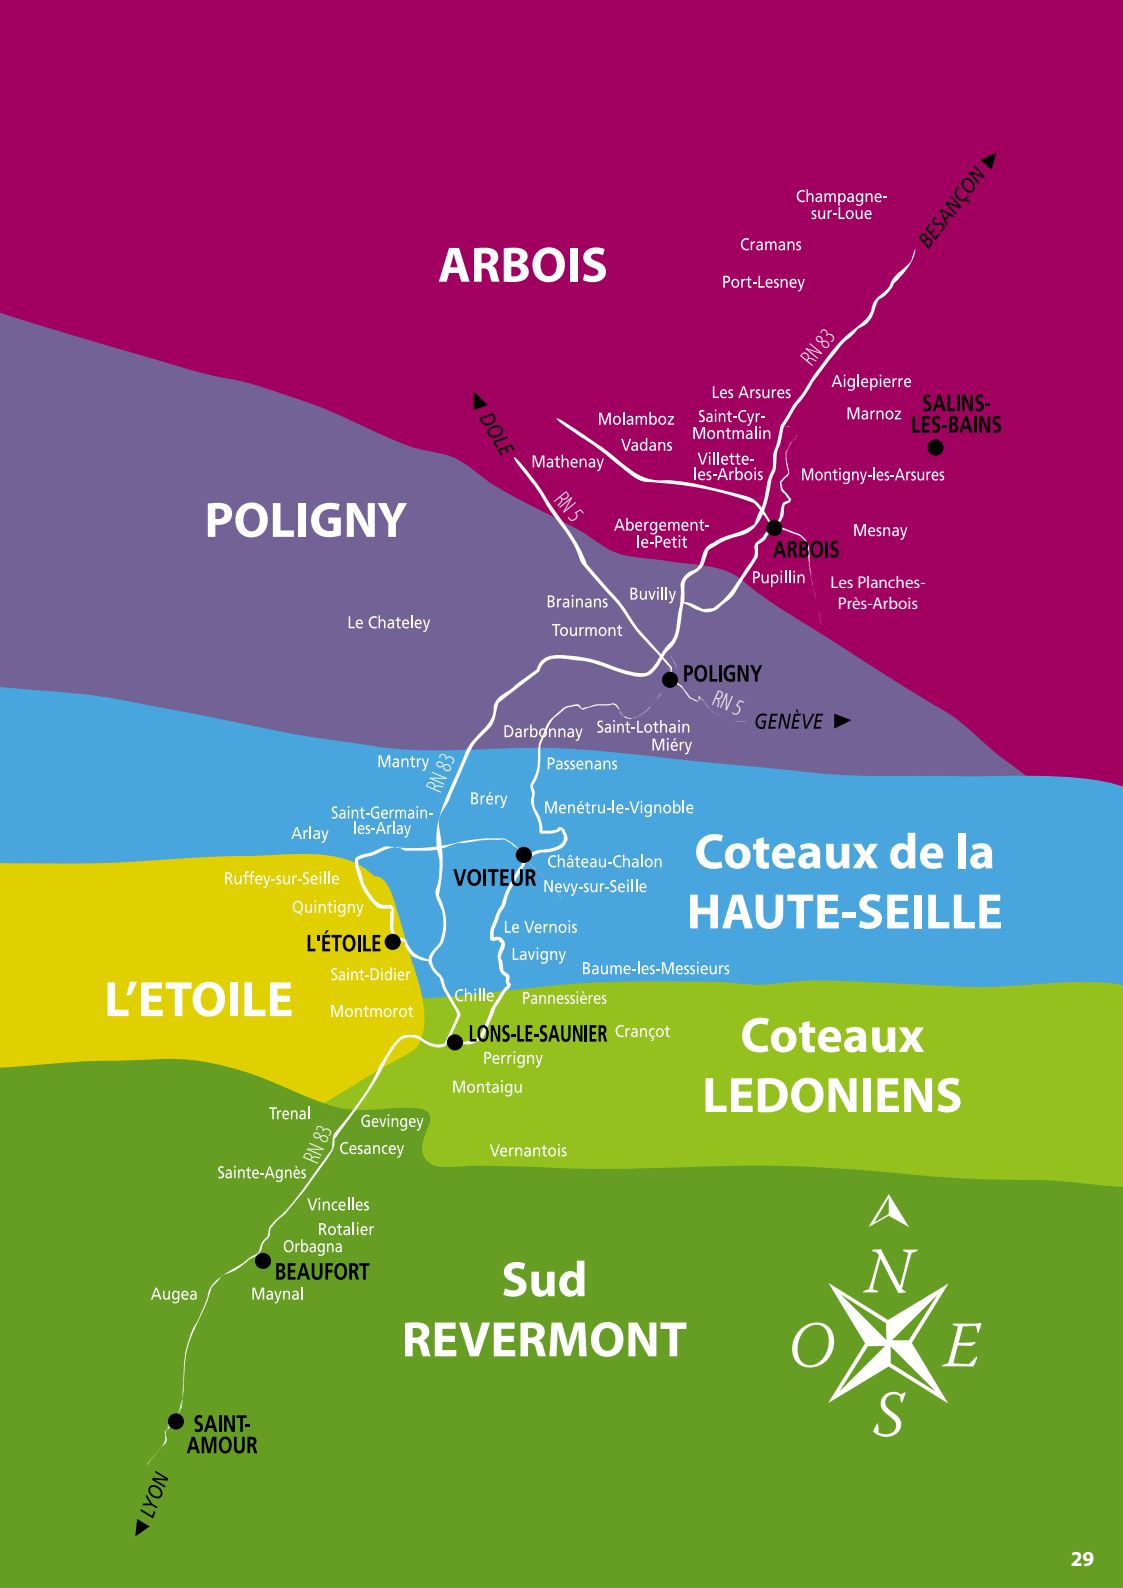 BESANÇON
Champagne-
sur-Loue
Cramans
ARBOIS
Port-Lesney
RN 83
Aiglepierre
Les Arsures
SALINS-
LES-BAINS
Marnoz
DOLE
Molamboz
Saint-Cyr-
Montmalin
Vadans
Mathenay
Villette-
les-Arbois
Montigny-les-Arsures
RN 5
POLIGNY
Abergement-
le-Petit
Mesnay
ARBOIS
Pupillin
Les Planches-
Près-Arbois
Buvilly
Brainans
Le Chateley
Tourmont
POLIGNY
RN 5
GENÈVE
Darbonnay
Saint-Lothain
Miéry
Mantry
RN 83
Passenans
Bréry
Menétru-le-Vignoble
Saint-Germain-
les-Arlay
Arlay
Coteaux de la
HAUTE-SEILLE
Château-Chalon
VOITEUR
Ruffey-sur-Seille
Nevy-sur-Seille
Quintigny
Le Vernois
L'ÉTOILE
Lavigny
Baume-les-Messieurs
Saint-Didier
L’ETOILE
Chille
Pannessières
Montmorot
LONS-LE-SAUNIER
Crançot
Coteaux
LEDONIENS
Perrigny
Montaigu
Trenal
Gevingey
RN 83
Cesancey
Vernantois
Sainte-Agnès
Vincelles
Rotalier
Orbagna
BEAUFORT
Sud
REVERMONT
Augea
Maynal
N
O
E
S
SAINT-
AMOUR
LYON
29